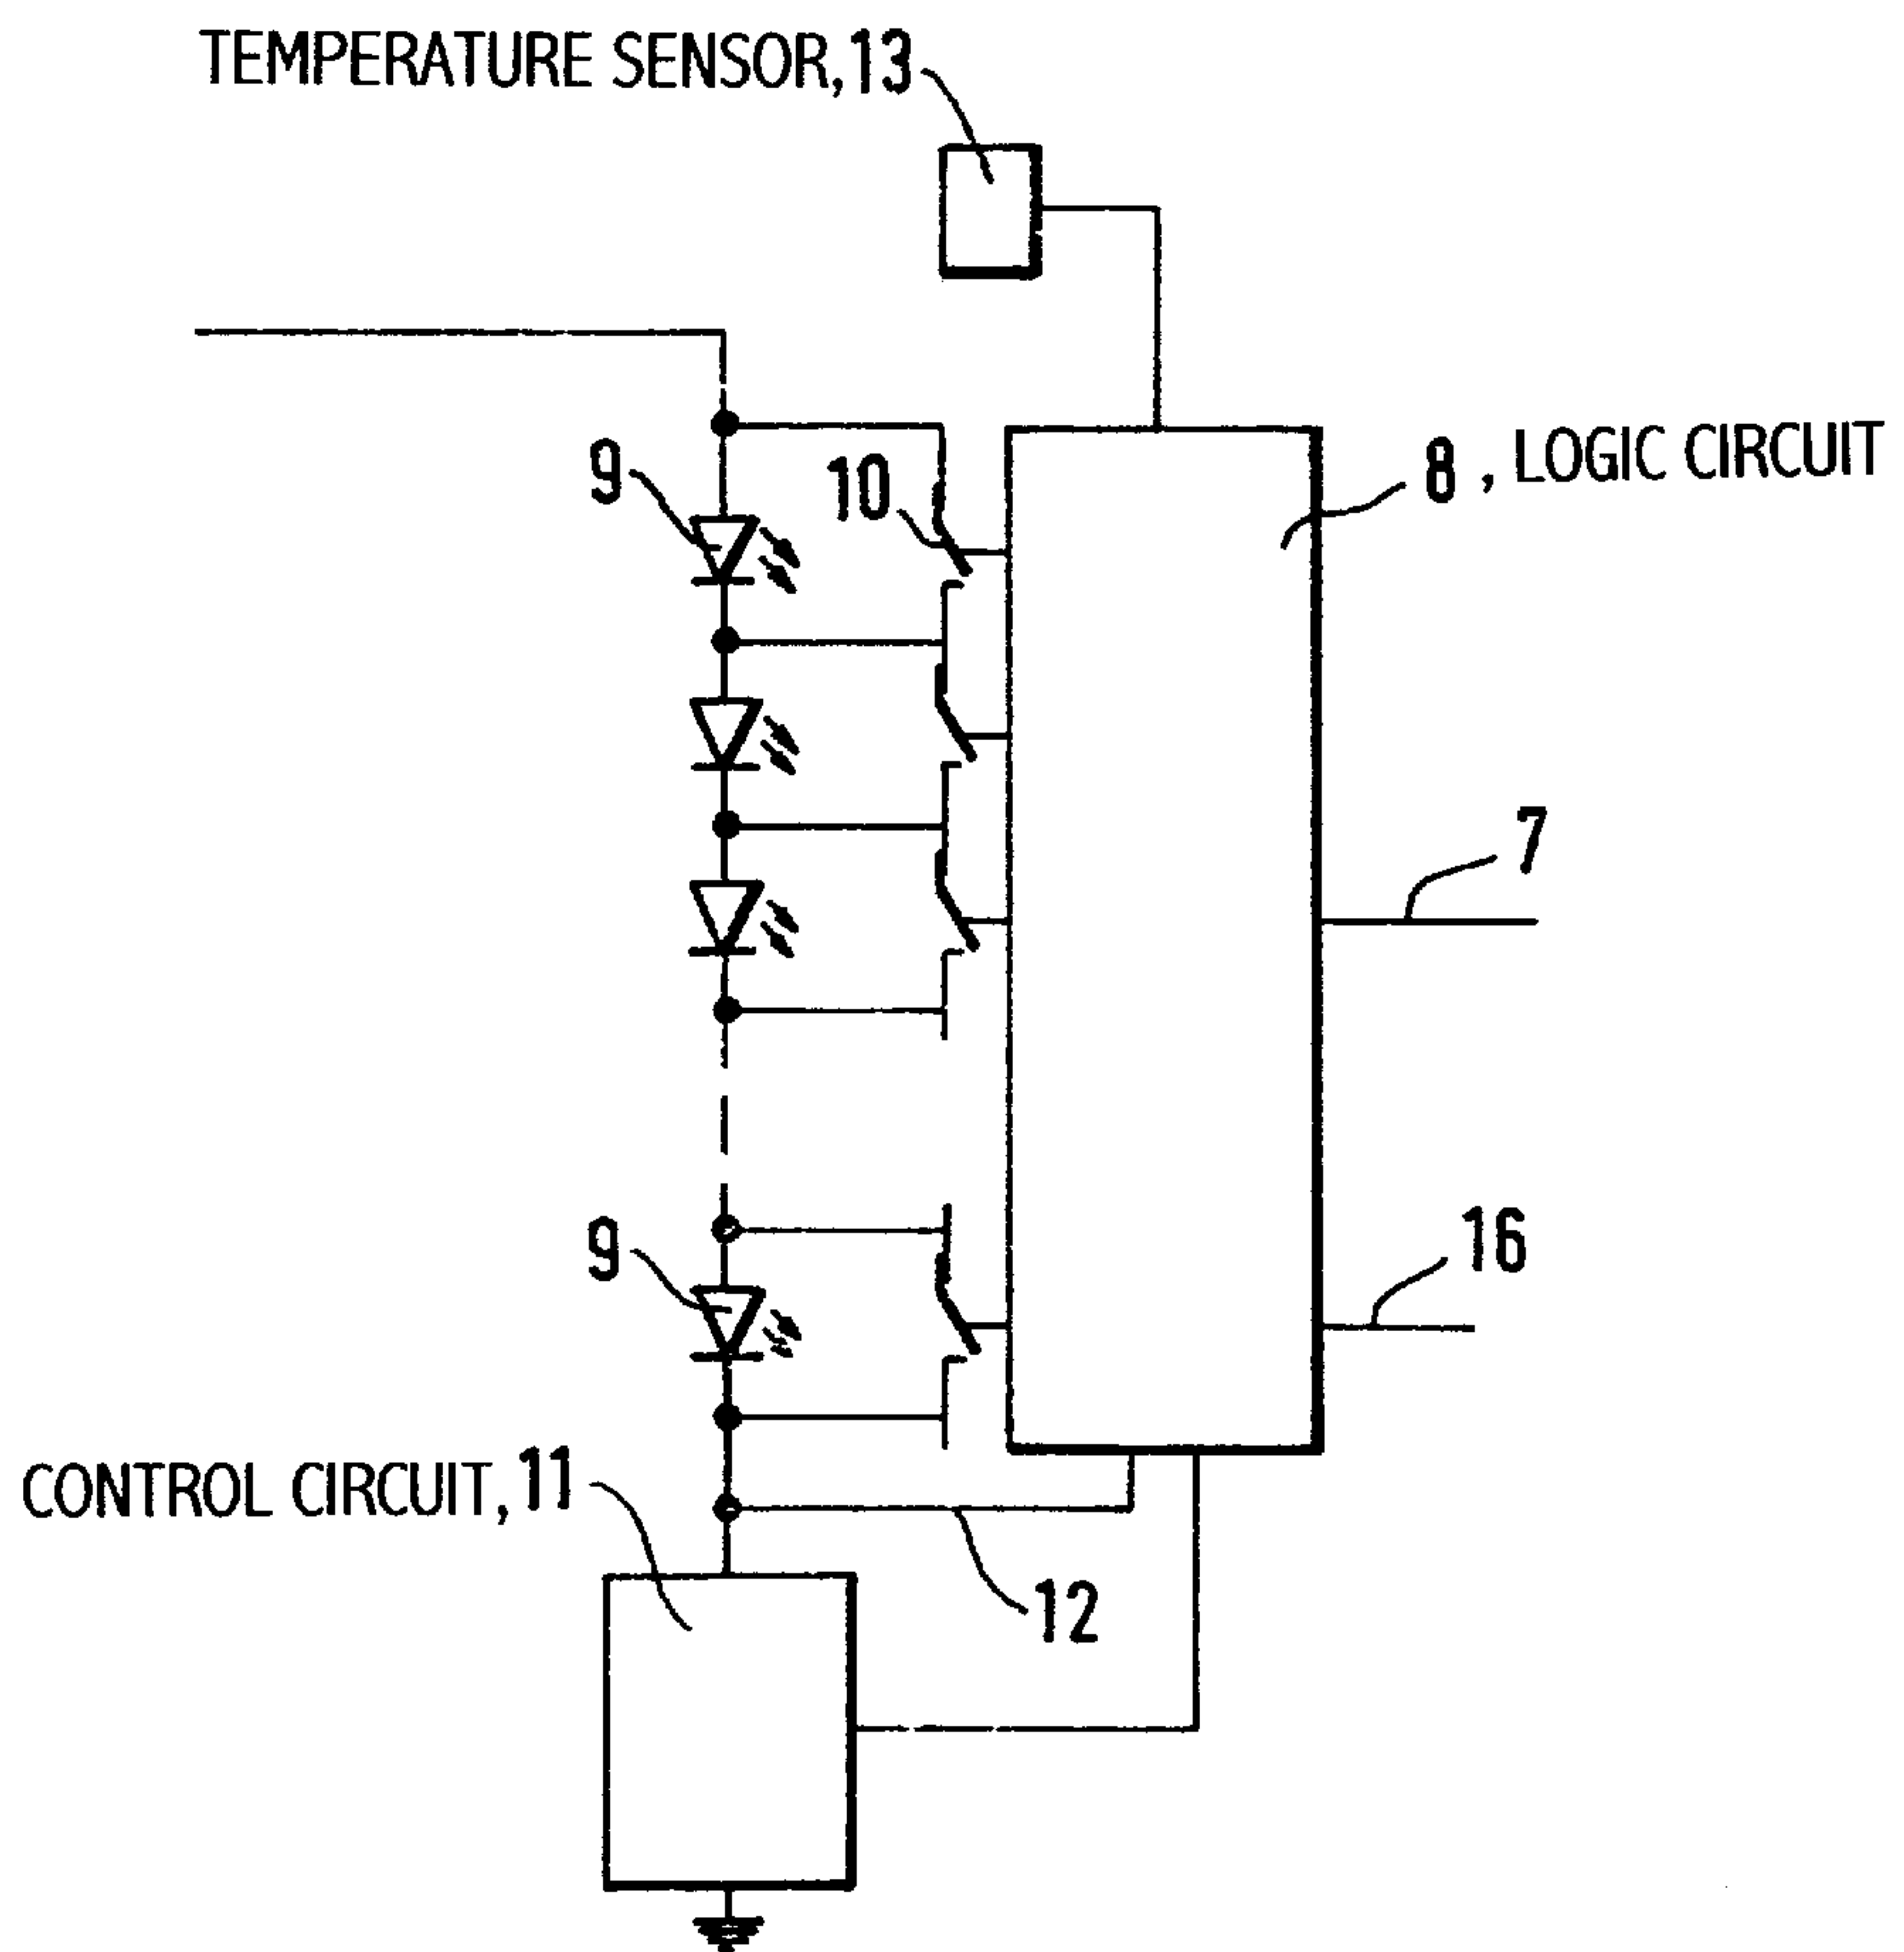 TEMPERATURE SENSOR,13
9
10
8, LOGIC CIRCUIT
7
9
16
CONTROL CIRCUIT,11
12